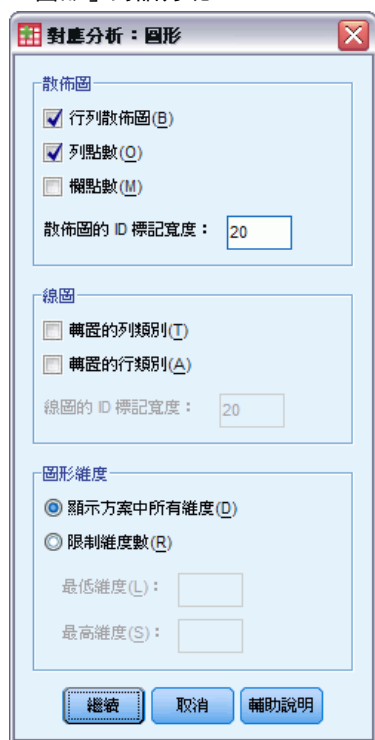 對應分析：圖形
散佈圖
行列散佈圖(B)
列點數(O)
欄點數(M)
散佈圖的 ID 標記寬度： 20
線圖
轉置的列類別(T)
轉置的行類別(A)
線圖的 ID 標記寬度： 20
圖形維度
顯示方案中所有維度(D)
限制維度數(R)
最低維度(L)：
最高維度(S)：
繼續 取消 輔助說明